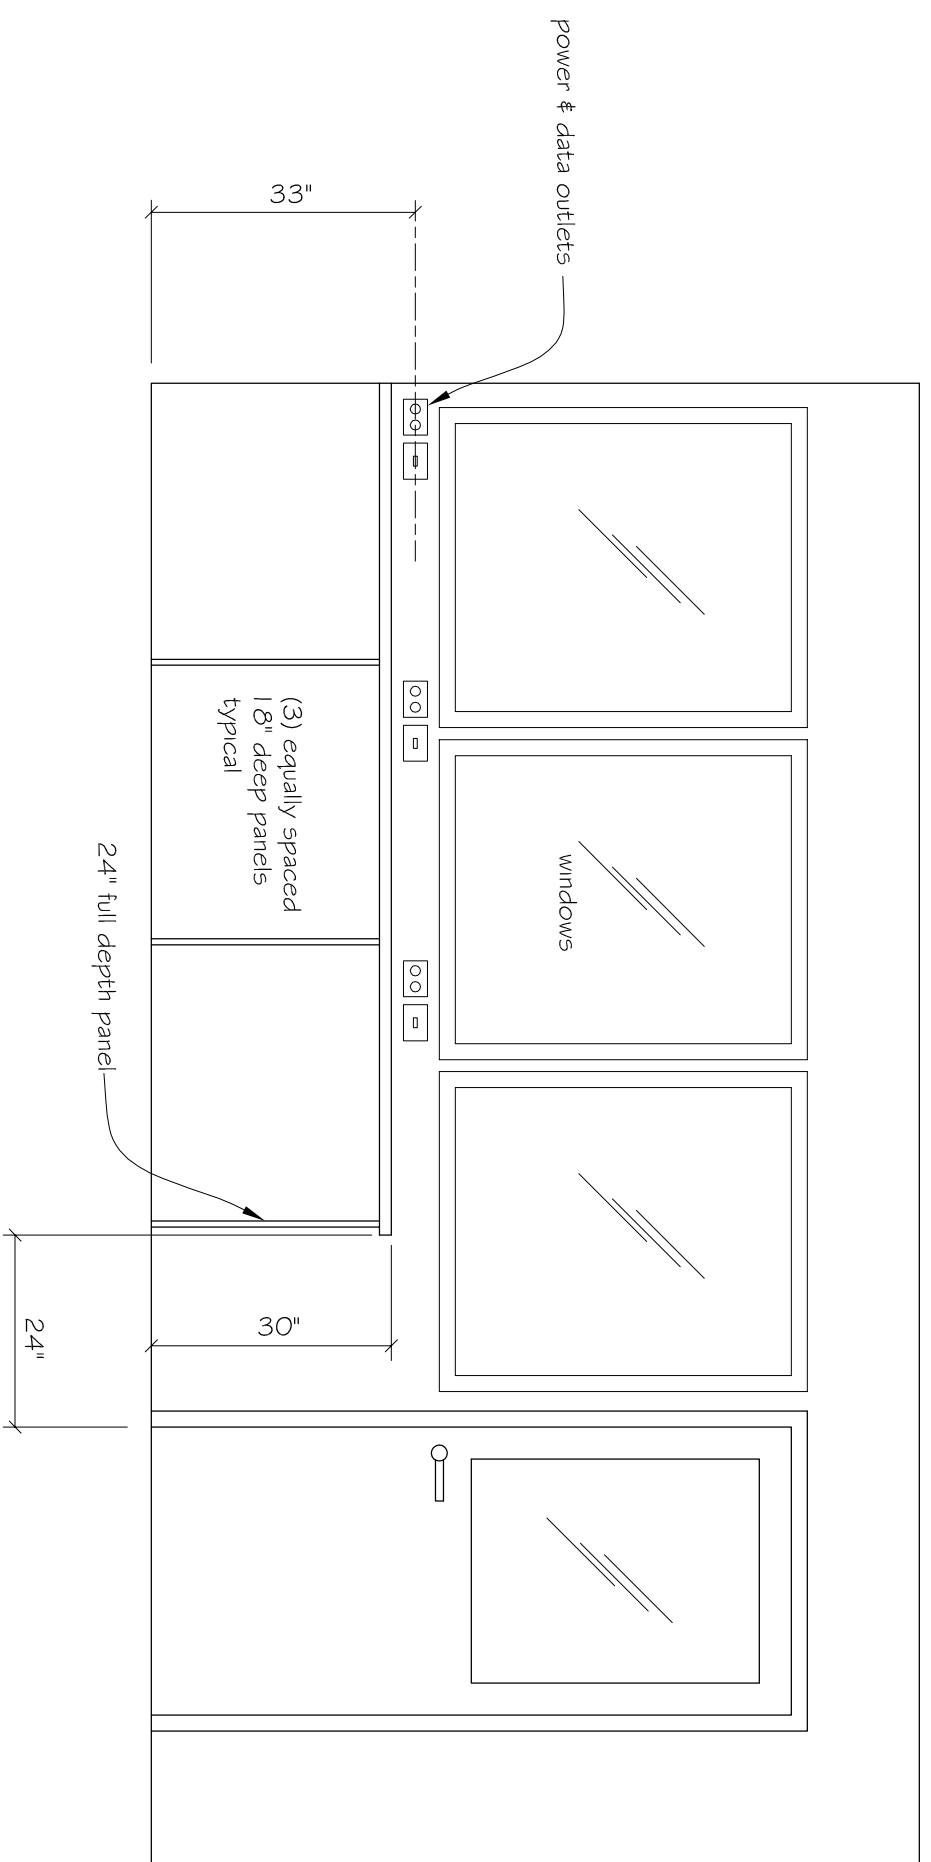 power & data outlets
33"
windows
(3) equally spaced
18" deep panels
typical
24" full depth panel
30"
24"